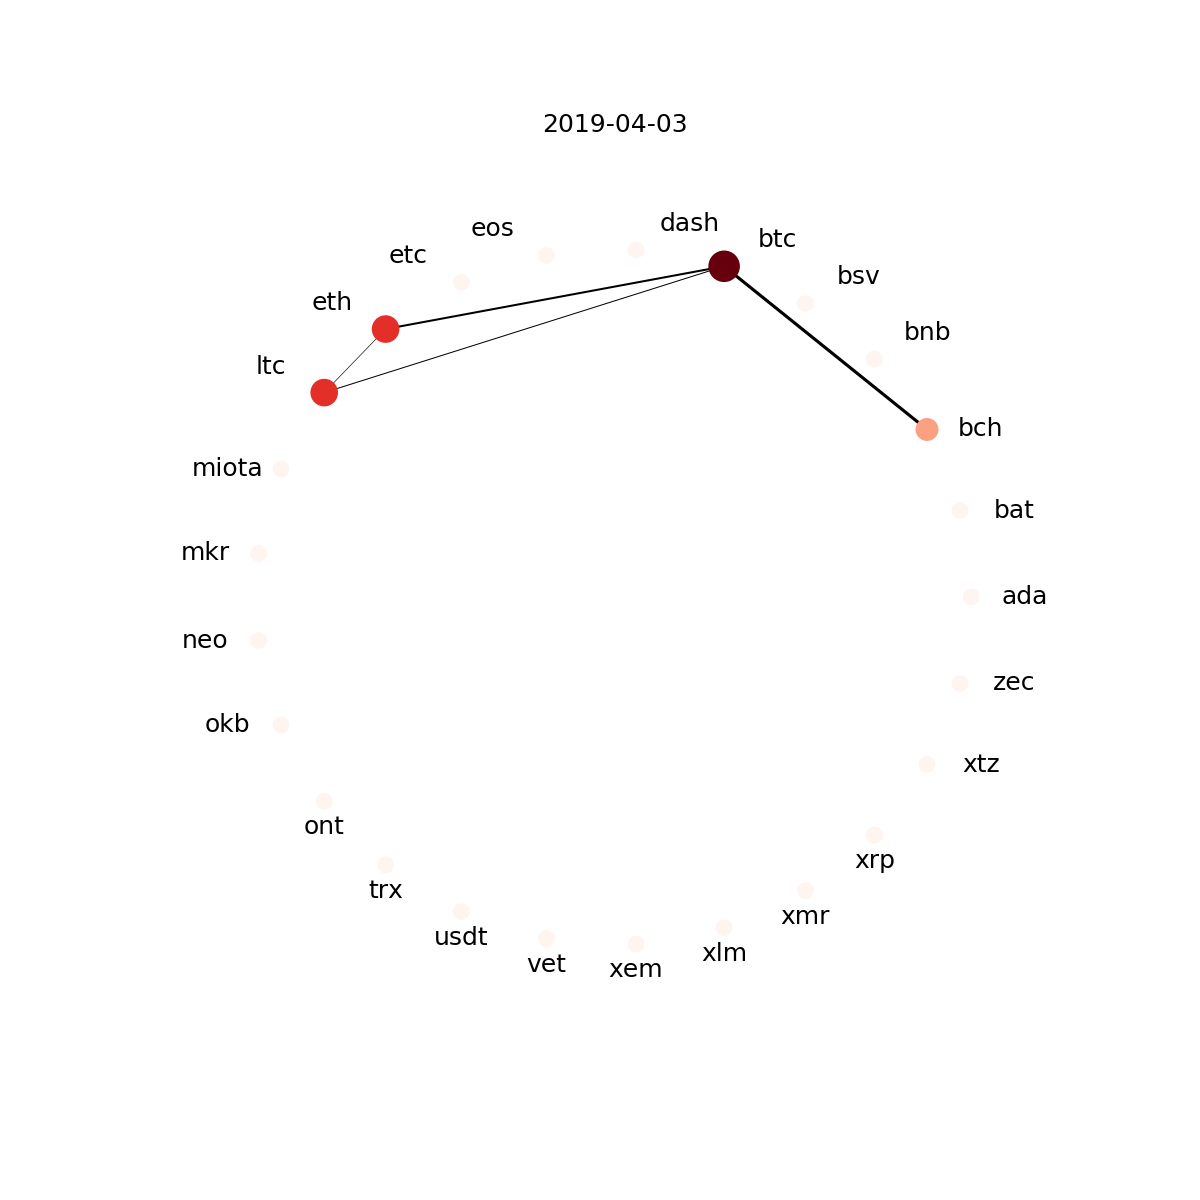 2019-04-03
dash
eos
btc
etc
bsv
eth
bnb
ltc
bch
miota
bat
mkr
ada
neo
zec
okb
xtz
ont
xrp
trx
xmr
usdt
xlm
vet
xem